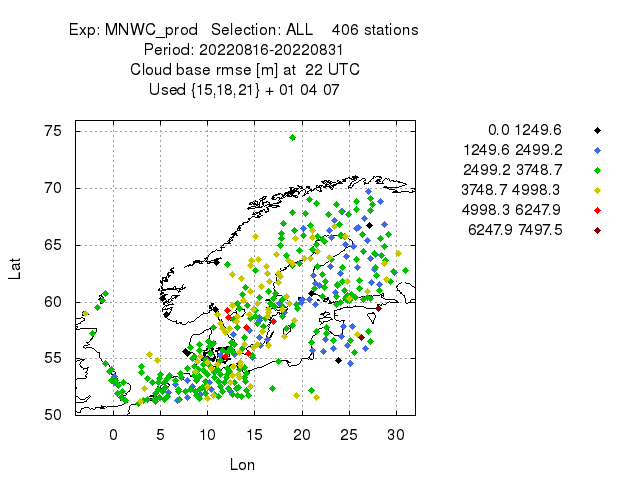 Exp: MNWC_prod   Selection: ALL    406 stations
Period: 20220816-20220831
Cloud base rmse [m] at  22 UTC
Used {15,18,21} + 01 04 07
0.0 1249.6
1249.6 2499.2
2499.2 3748.7
3748.7 4998.3
4998.3 6247.9
6247.9 7497.5
Lat
75
70
65
60
55
50
0 5 10 15 20 25 30
Lon